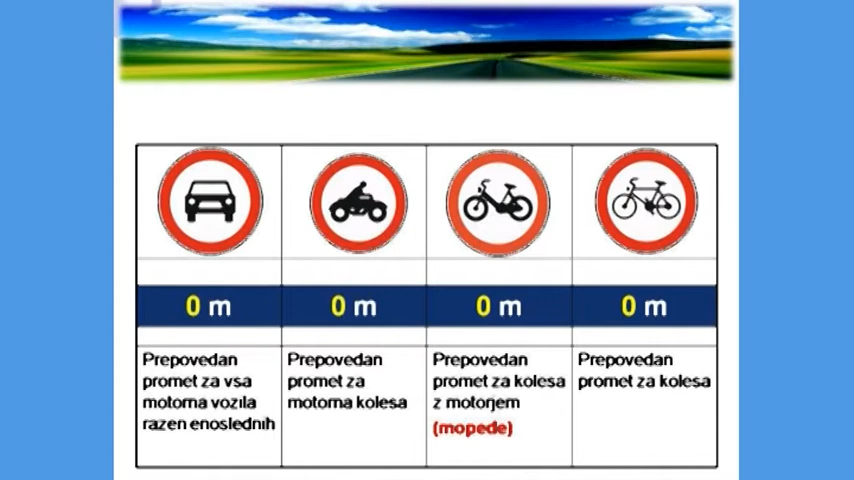 0 m
0 m
0 m
0 m
Prepovedan
promet za vsa
motorna vozila
razen enoslednih
Prepovedan
promet za
motorna kolesa
Prepovedan
promet za kolesa
z motorjem
(mopede)
Prepovedan
promet za kolesa